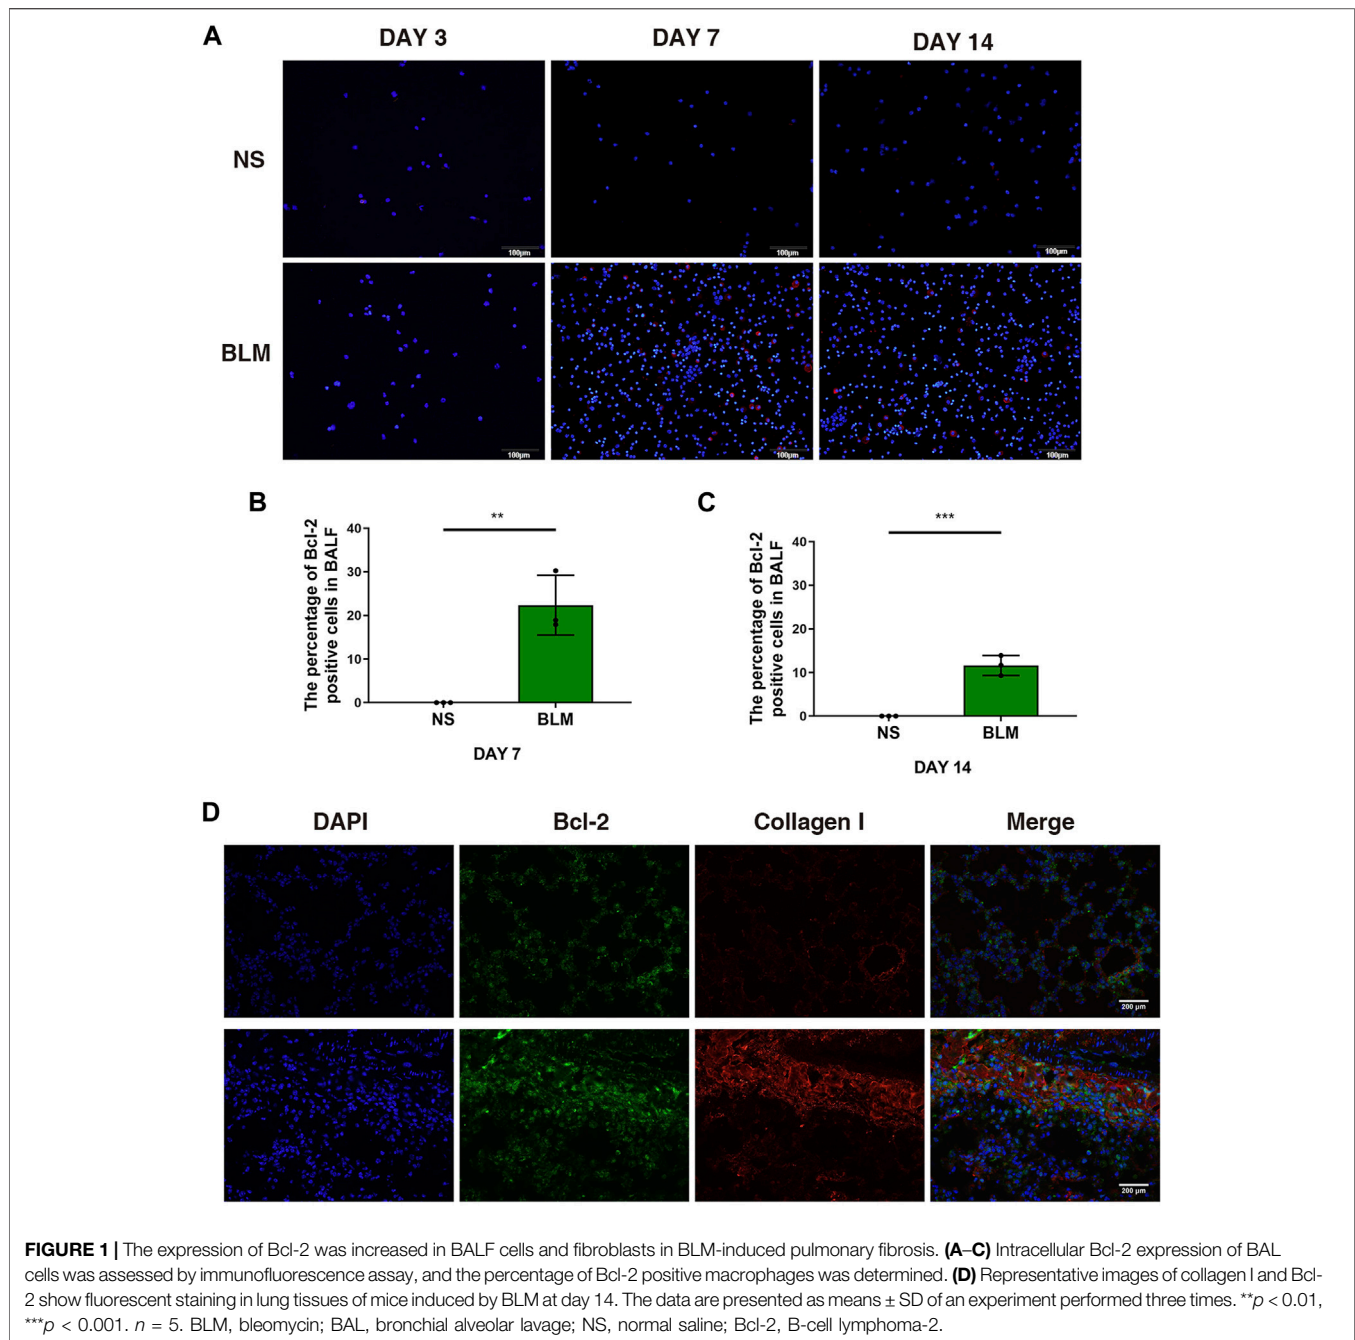 A
DAY 3
DAY 7
DAY 14
NS
100μm
100μm
100μm
BLM
100μm
100μm
100μm
B
The percentage of Bcl-2
positive cells in BALF
40
30
20
10
0
**
NS
BLM
DAY 7
C
The percentage of Bcl-2
positive cells in BALF
40
30
20
10
0
***
NS
BLM
DAY 14
D
DAPI
Bcl-2
Collagen I
Merge
200 μm
200 μm
FIGURE 1 | The expression of Bcl-2 was increased in BALF cells and fibroblasts in BLM-induced pulmonary fibrosis. (A–C) Intracellular Bcl-2 expression of BAL
cells was assessed by immunofluorescence assay, and the percentage of Bcl-2 positive macrophages was determined. (D) Representative images of collagen I and Bcl-
2 show fluorescent staining in lung tissues of mice induced by BLM at day 14. The data are presented as means ± SD of an experiment performed three times. **p < 0.01,
***p < 0.001. n = 5. BLM, bleomycin; BAL, bronchial alveolar lavage; NS, normal saline; Bcl-2, B-cell lymphoma-2.